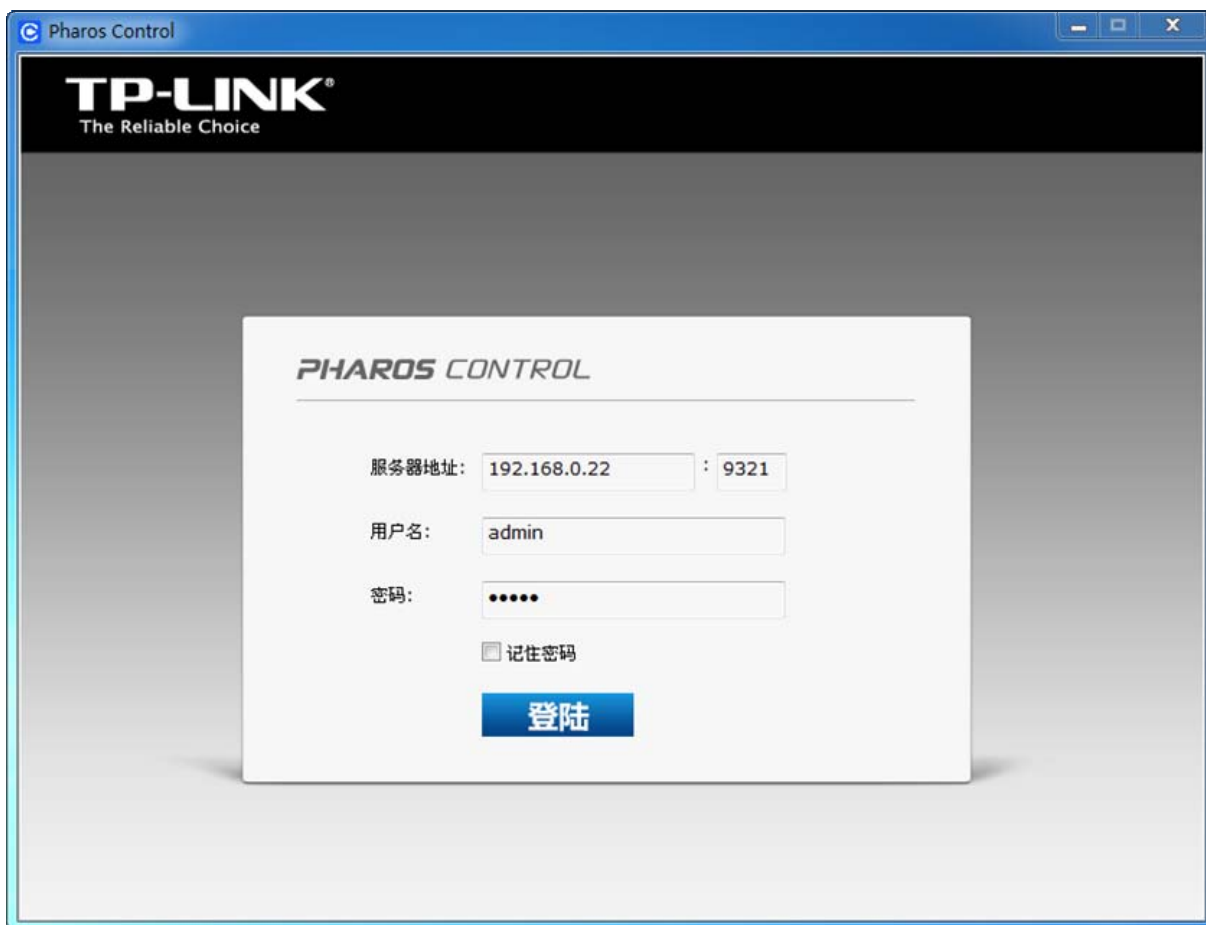 Pharos Control
TP-LINK®
The Reliable Choice
PHAROS CONTROL
服务器地址: 192.168.0.22 : 9321
用户名: admin
密码: •••••
记住密码
登陆